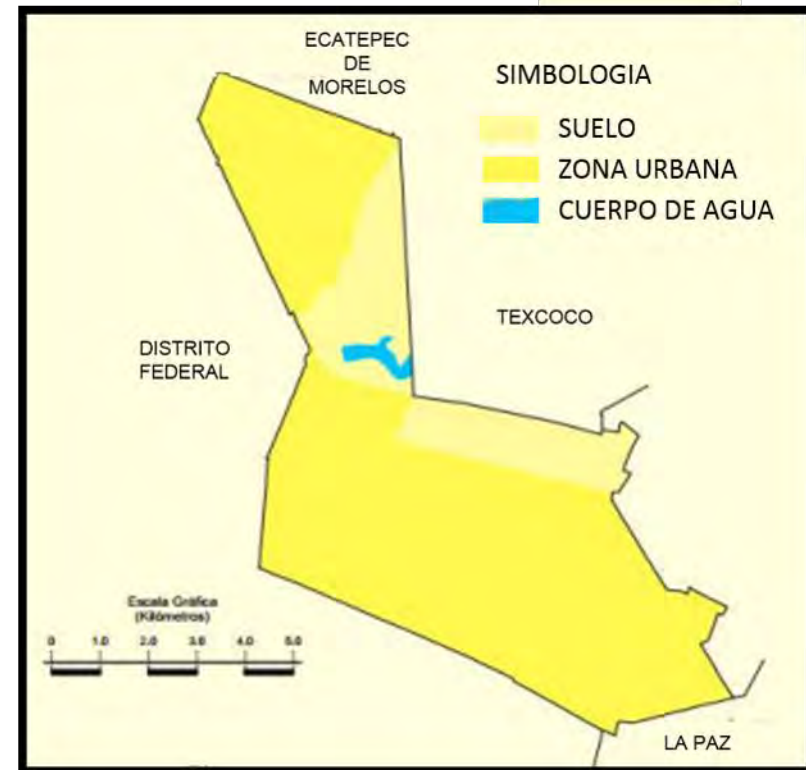 ECATEPEC
DE
MORELOS
SIMBOLOGIA
SUELO
ZONA URBANA
CUERPO DE AGUA
TEXCOCO
DISTRITO
FEDERAL
Escala Gráfica
(Kilómetros)
0 1.0 2.0 3.0 4.0 5.0
LA PAZ